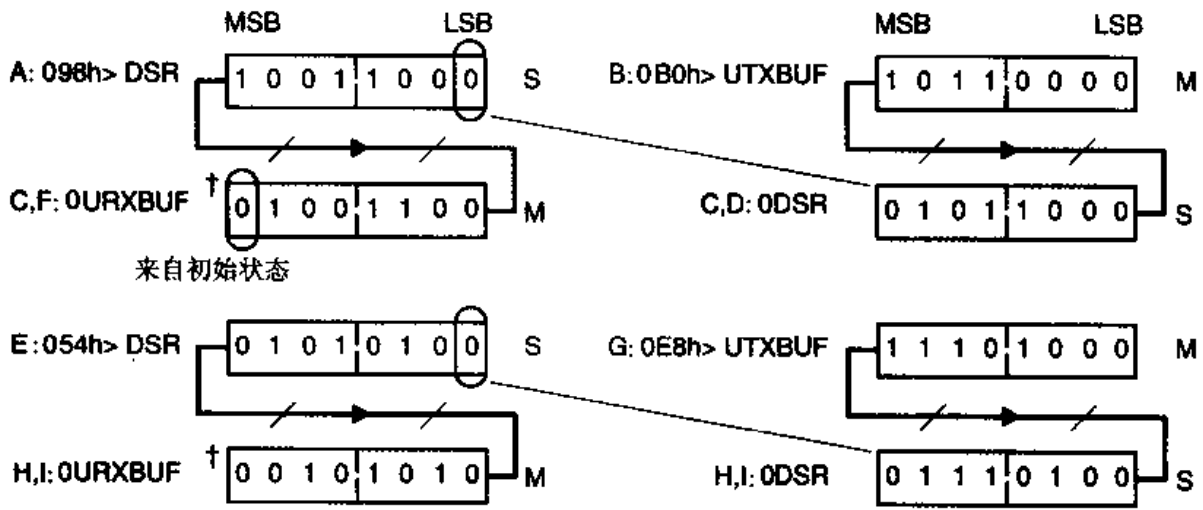 MSB LSB MSB LSB
A: 098h> DSR 1 0 0 1 1 0 0 0 S B: 0B0h> UTXBUF 1 0 1 1 0 0 0 0 M
C,F: 0URXBUF † 0 1 0 0 1 1 0 0 M C,D: 0DSR 0 1 0 1 1 0 0 0 S
来自初始状态
E: 054h> DSR 0 1 0 1 0 1 0 0 S G: 0E8h> UTXBUF 1 1 1 0 1 0 0 0 M
H,I: 0URXBUF † 0 0 1 0 1 0 1 0 M H,I: 0DSR 0 1 1 1 0 1 0 0 S